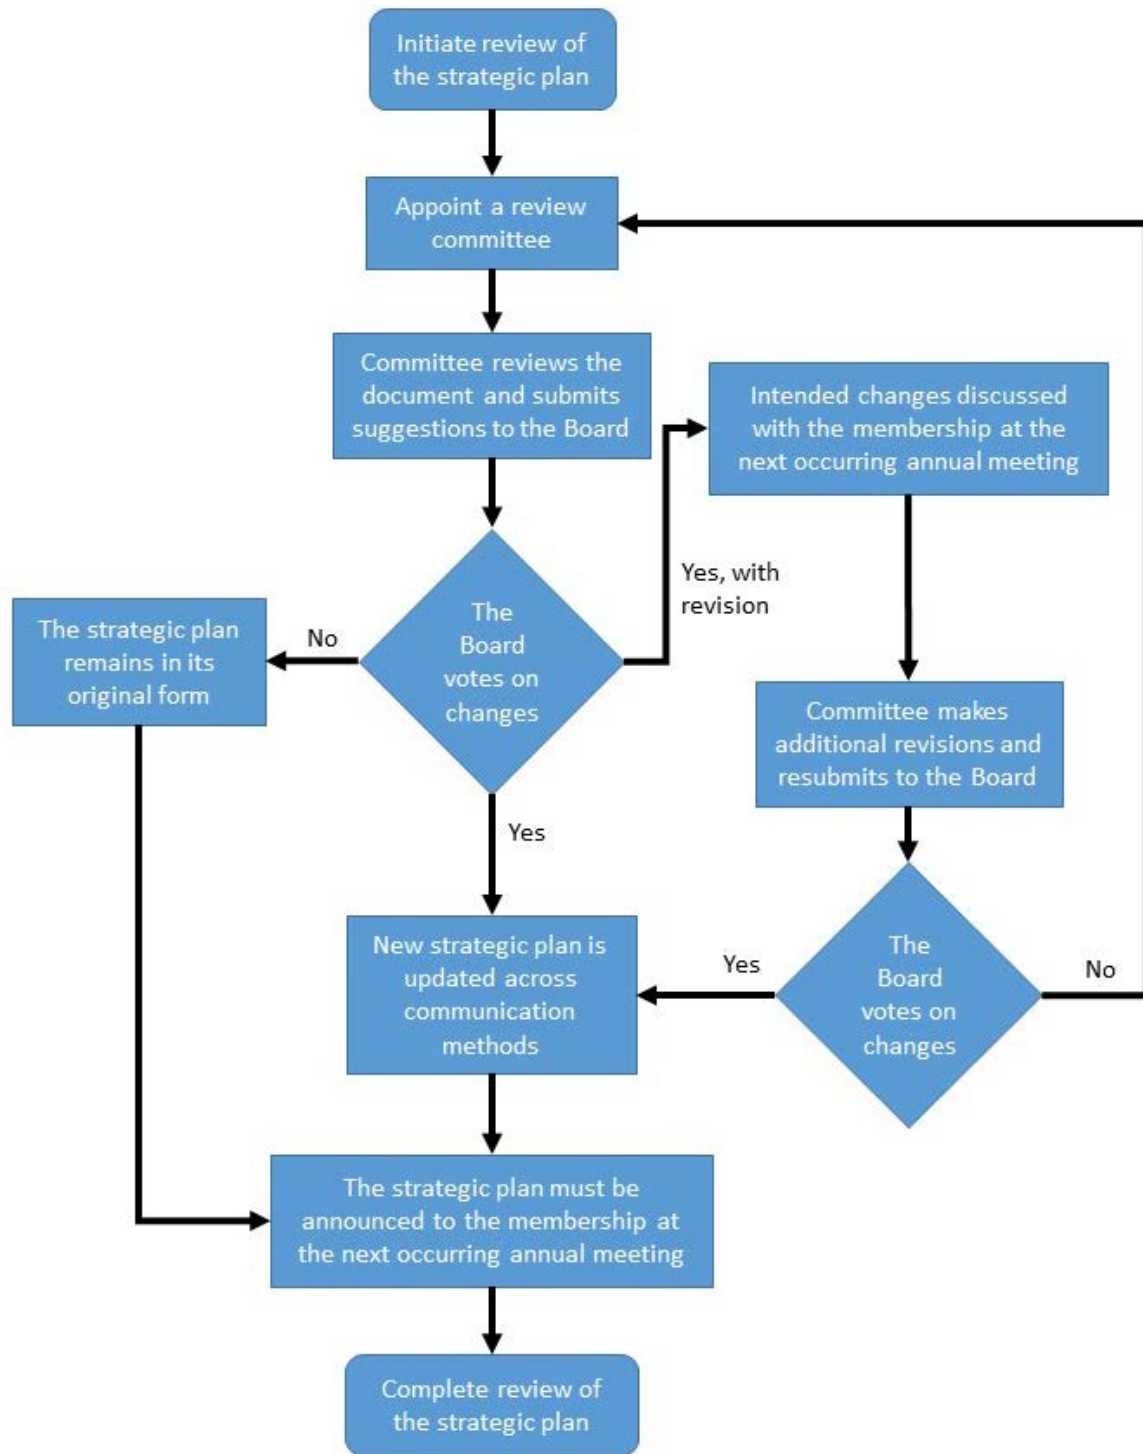 Initiate review of
the strategic plan
Appoint a review
committee
Committee reviews the
document and submits
suggestions to the Board
Intended changes discussed
with the membership at the
next occurring annual meeting
Yes, with
revision
The
Board
votes on
changes
No
The strategic plan
remains in its
original form
Committee makes
additional revisions and
resubmits to the Board
Yes
The
Board
votes on
changes
Yes
No
New strategic plan is
updated across
communication
methods
The strategic plan must be
announced to the membership at
the next occurring annual meeting
Complete review of
the strategic plan